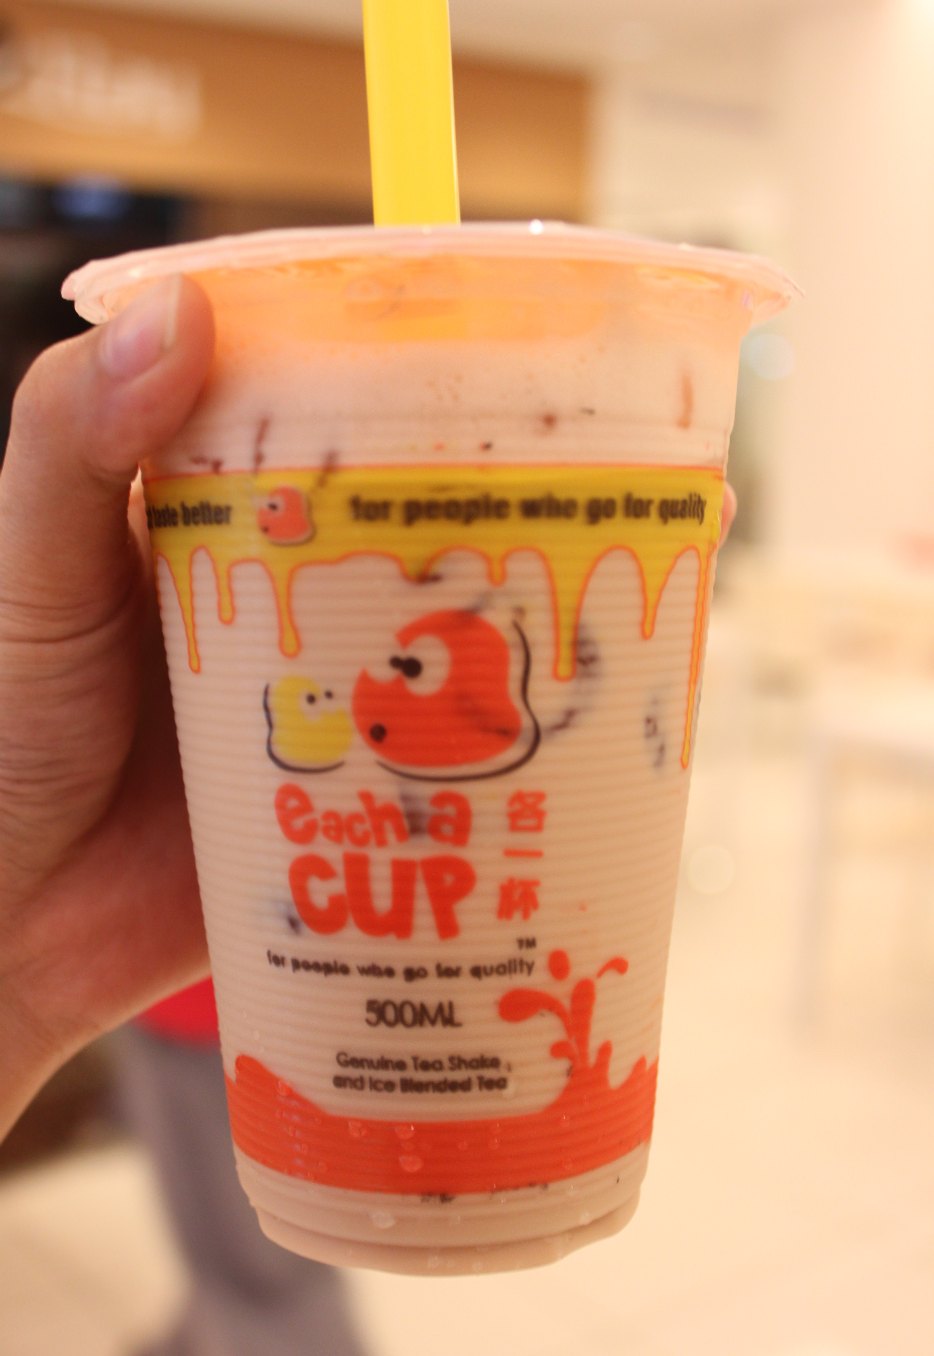 taste better
for people who go for quality
each a
CUP
各一杯
TM
for people who go for quality
500ML
Genuine Tea Shake
and Ice Blended Tea